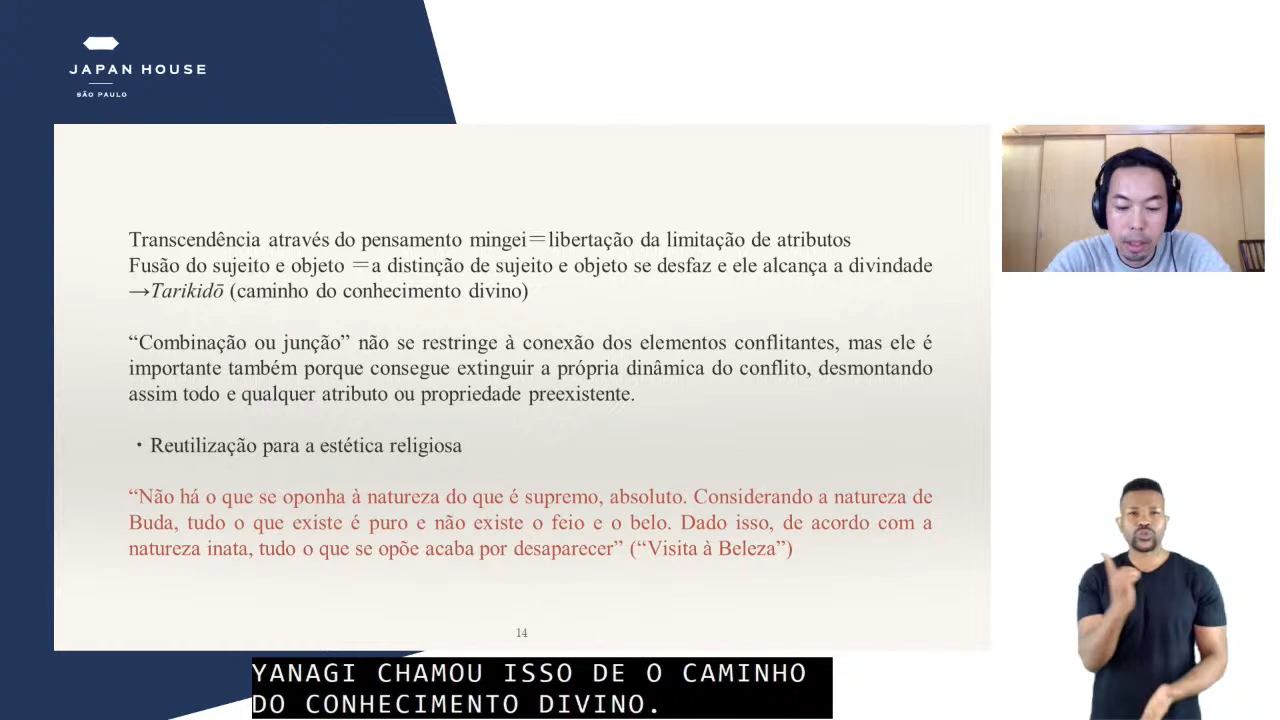 JAPAN HOUSE
SÃO PAULO
Transcendência através do pensamento mingei＝libertação da limitação de atributos
Fusão do sujeito e objeto ＝a distinção de sujeito e objeto se desfaz e ele alcança a divindade
→Tarikidō (caminho do conhecimento divino)
“Combinação ou junção” não se restringe à conexão dos elementos conflitantes, mas ele é
importante também porque consegue extinguir a própria dinâmica do conflito, desmontando
assim todo e qualquer atributo ou propriedade preexistente.
・Reutilização para a estética religiosa
“Não há o que se oponha à natureza do que é supremo, absoluto. Considerando a natureza de
Buda, tudo o que existe é puro e não existe o feio e o belo. Dado isso, de acordo com a
natureza inata, tudo o que se opõe acaba por desaparecer” (“Visita à Beleza”)
14
YANAGI CHAMOU ISSO DE O CAMINHO
DO CONHECIMENTO DIVINO.